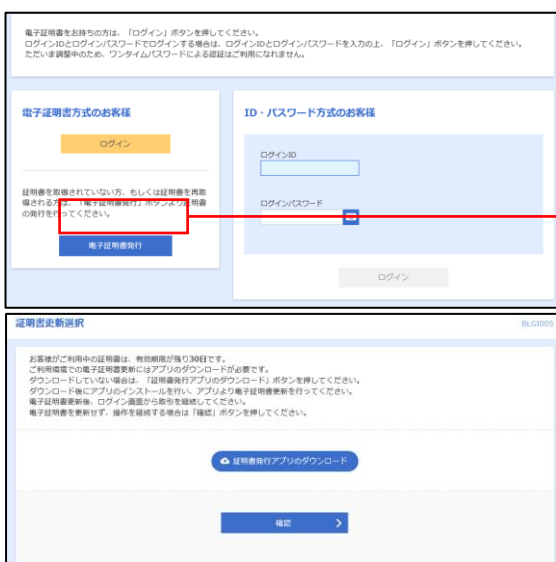 電子証明書をお持ちの方は、「ログイン」ボタンを押してください。
ログインIDとログインパスワードでログインする場合は、ログインIDとログインパスワードを入力の上、「ログイン」ボタンを押してください。
ただいま調整中のため、ワンタイムパスワードによる認証はご利用になれません。
電子証明書方式のお客様
ログイン
証明書を取得されていない方、もしくは証明書を再取
得される方は、「電子証明書発行」ボタンより証明書
の発行を行ってください。
電子証明書発行
ID・パスワード方式のお客様
ログインID
ログインパスワード
ログイン
証明書更新選択
BLGI005
お客様がご利用中の証明書は、有効期限が残り30日です。
ご利用環境での電子証明書更新にはアプリのダウンロードが必要です。
ダウンロードしていない場合は、「証明書発行アプリのダウンロード」ボタンを押してください。
ダウンロード後にアプリのインストールを行い、アプリより電子証明書更新を行ってください。
電子証明書更新後、ログイン画面から取引を継続してください。
電子証明書を更新せず、操作を継続する場合は「確認」ボタンを押してください。
証明書発行アプリのダウンロード
確認